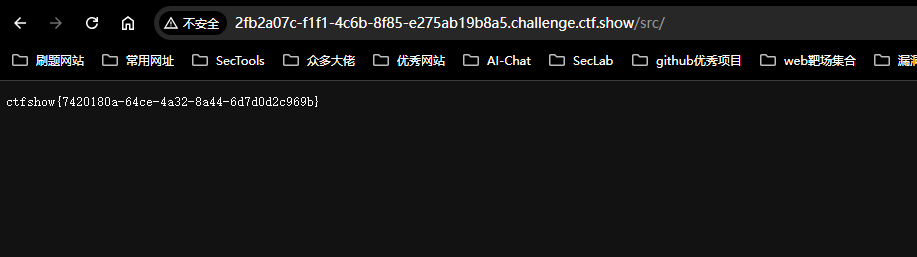 不安全 2fb2a07c-f1f1-4c6b-8f85-e275ab19b8a5.challenge.ctf.show/src/
刷题网站 常用网址 SecTools 众多大佬 优秀网站 AI-Chat SecLab github优秀项目 web靶场集合 漏洞
ctfshow{7420180a-64ce-4a32-8a44-6d7d0d2c969b}